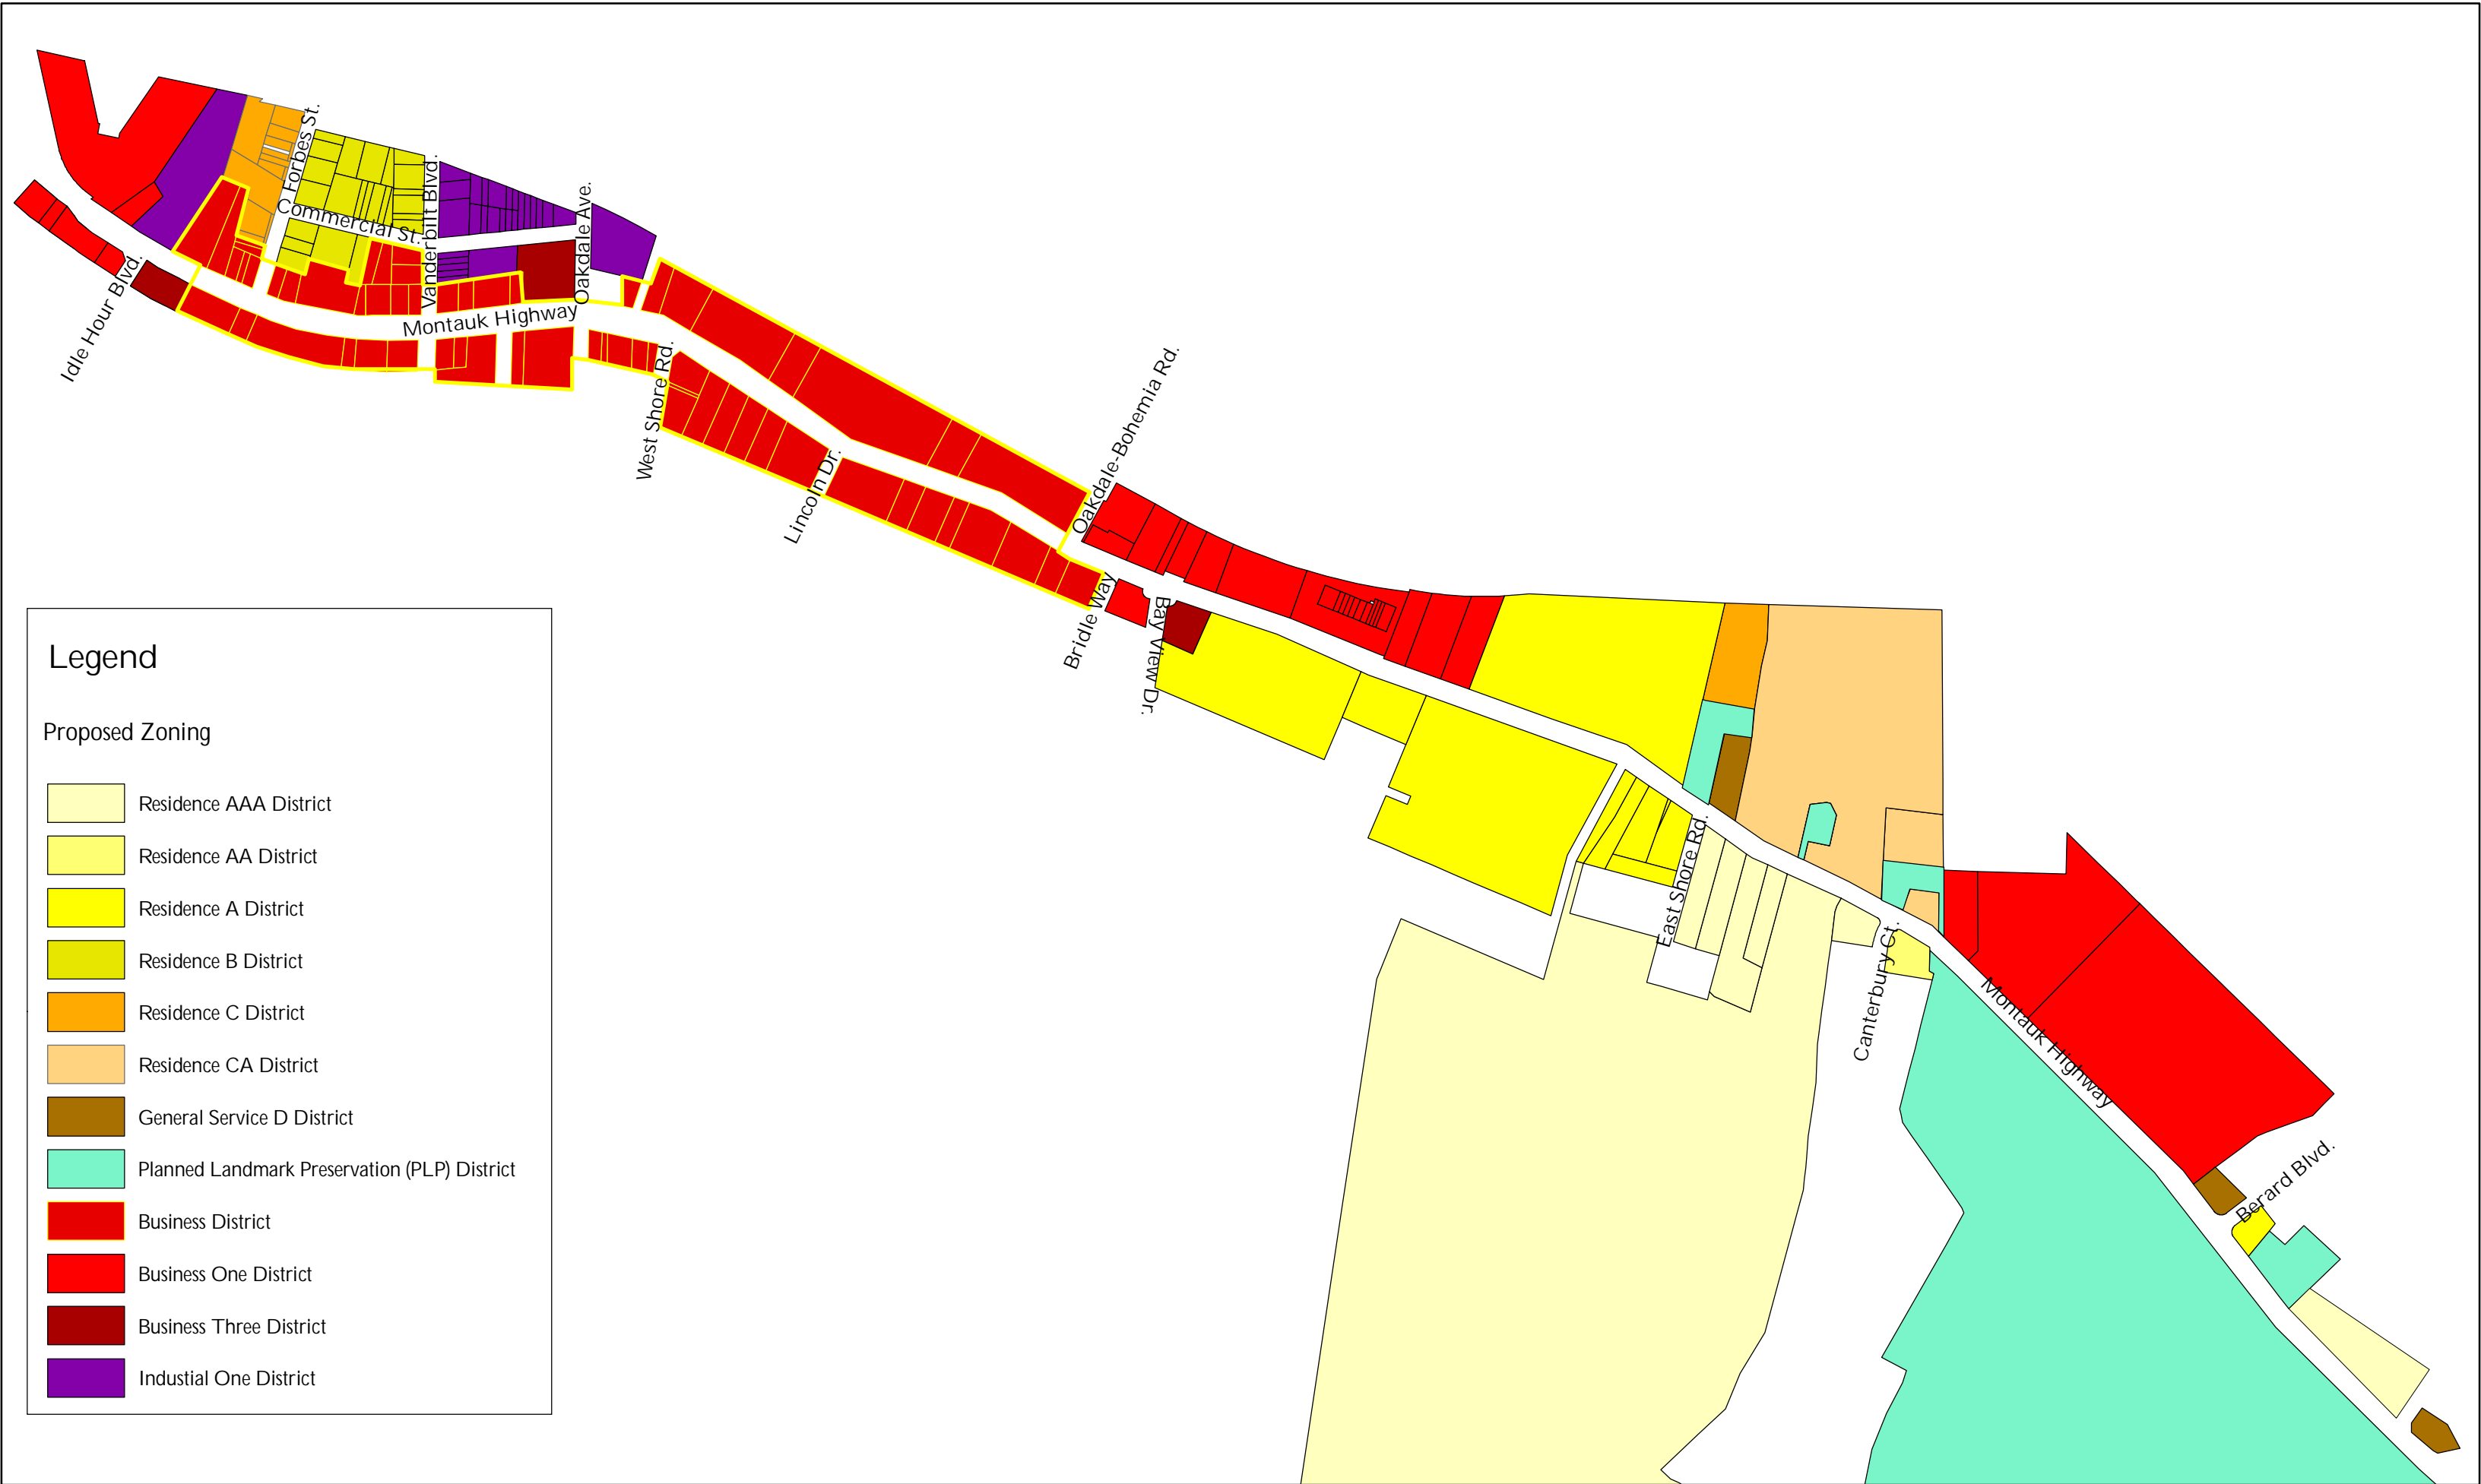 Forbes St.
Commercial St.
Vanderbilt Blvd.
Oakdale Ave.
Idle Hour Blvd.
Montauk Highway
West Shore Rd.
Lincoln Dr.
Oakdale-Bohemia Rd.
Bridle Way
Bay View Dr.
East Shore Rd.
Canterbury Ct.
Montauk Highway
Berard Blvd.
Legend
Proposed Zoning
Residence AAA District
Residence AA District
Residence A District
Residence B District
Residence C District
Residence CA District
General Service D District
Planned Landmark Preservation (PLP) District
Business District
Business One District
Business Three District
Industial One District